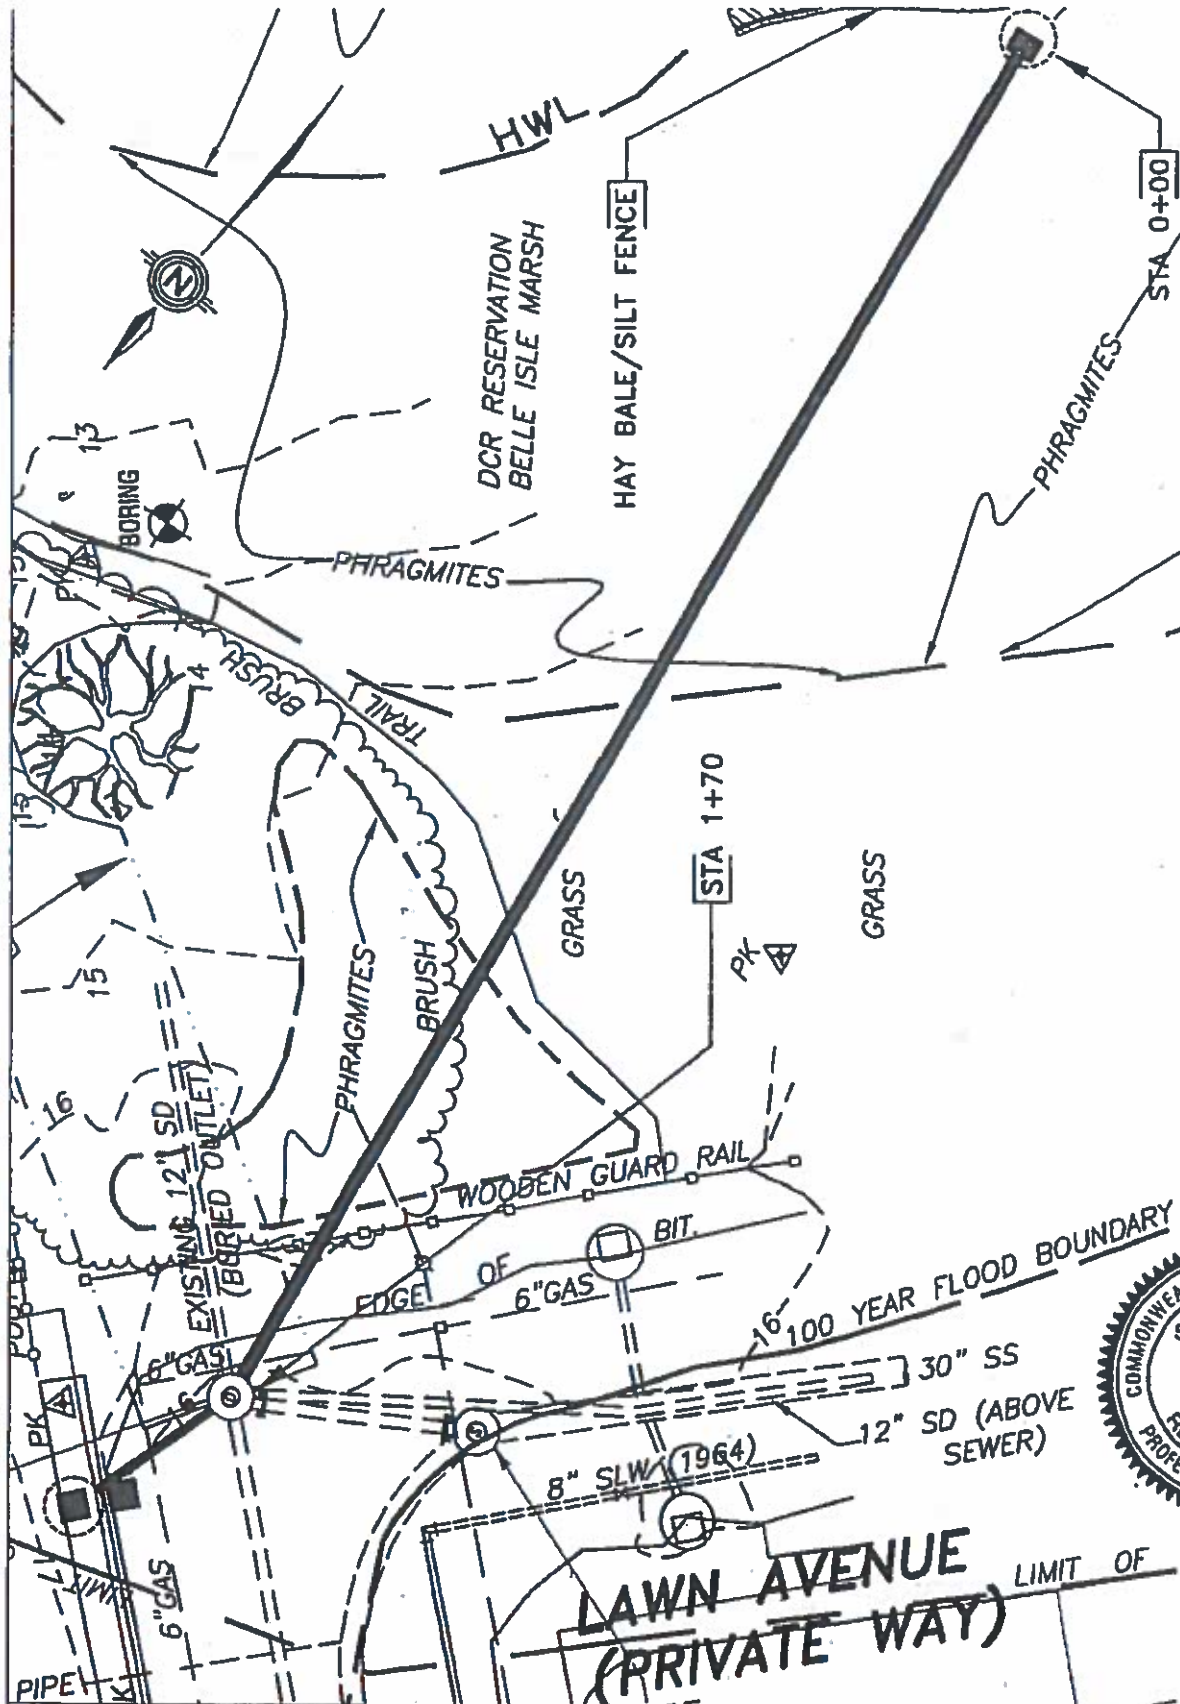 HWL
HAY BALE/SILT FENCE
STA 0+00
DCR RESERVATION
BELLE ISLE MARSH
N
13
BORING
PHRAGMITES
PHRAGMITES
14
BRUSH
TRAIL
STA 1+70
GRASS
GRASS
PK
15
PHRAGMITES
BRUSH
16
EXISTING 12" SD
(BURIED OUTLET)
WOODEN GUARD RAIL
EDGE OF BIT.
6"GAS
6"GAS
16
100 YEAR FLOOD BOUNDARY
30" SS
12" SD (ABOVE
SEWER)
PK
8" SLW (1964)
6"GAS
17
LAWN AVENUE
(PRIVATE WAY)
LIMIT OF
PIPE
COMMONWEA
PROFE